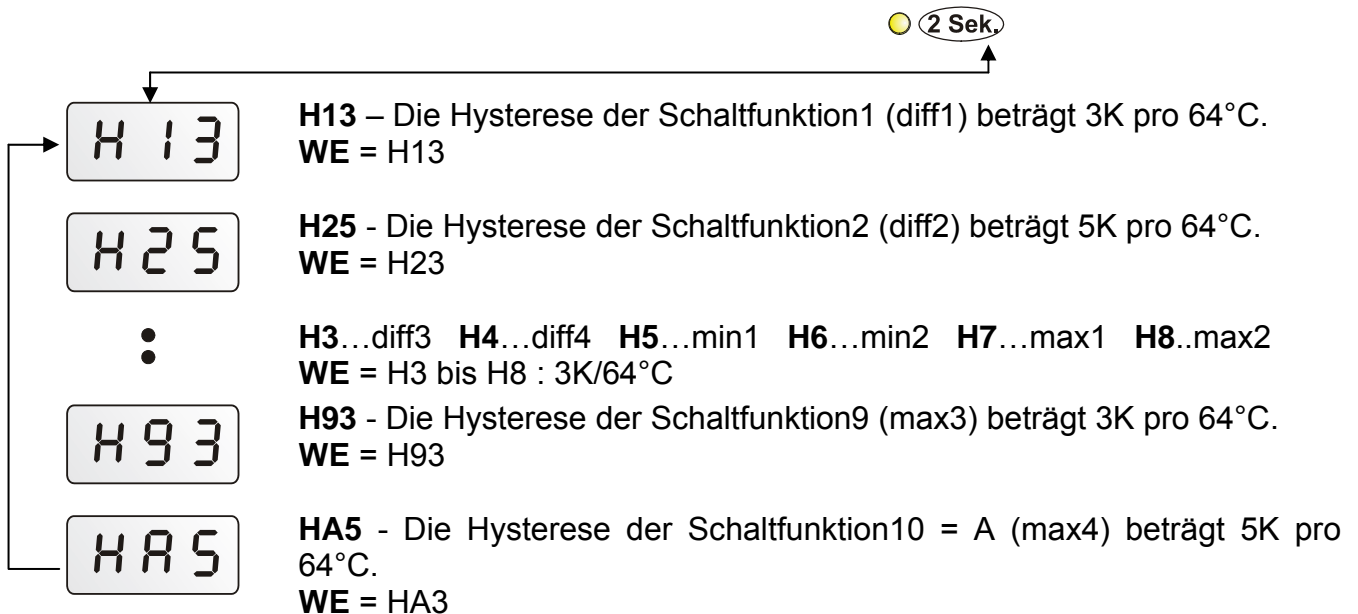 2 Sek.
H 13
H13 – Die Hysterese der Schaltfunktion1 (diff1) beträgt 3K pro 64°C.
WE = H13
H25
H25 - Die Hysterese der Schaltfunktion2 (diff2) beträgt 5K pro 64°C.
WE = H23
H3…diff3 H4…diff4 H5…min1 H6…min2 H7…max1 H8..max2
WE = H3 bis H8 : 3K/64°C
H93
H93 - Die Hysterese der Schaltfunktion9 (max3) beträgt 3K pro 64°C.
WE = H93
HA5
HA5 - Die Hysterese der Schaltfunktion10 = A (max4) beträgt 5K pro
64°C.
WE = HA3